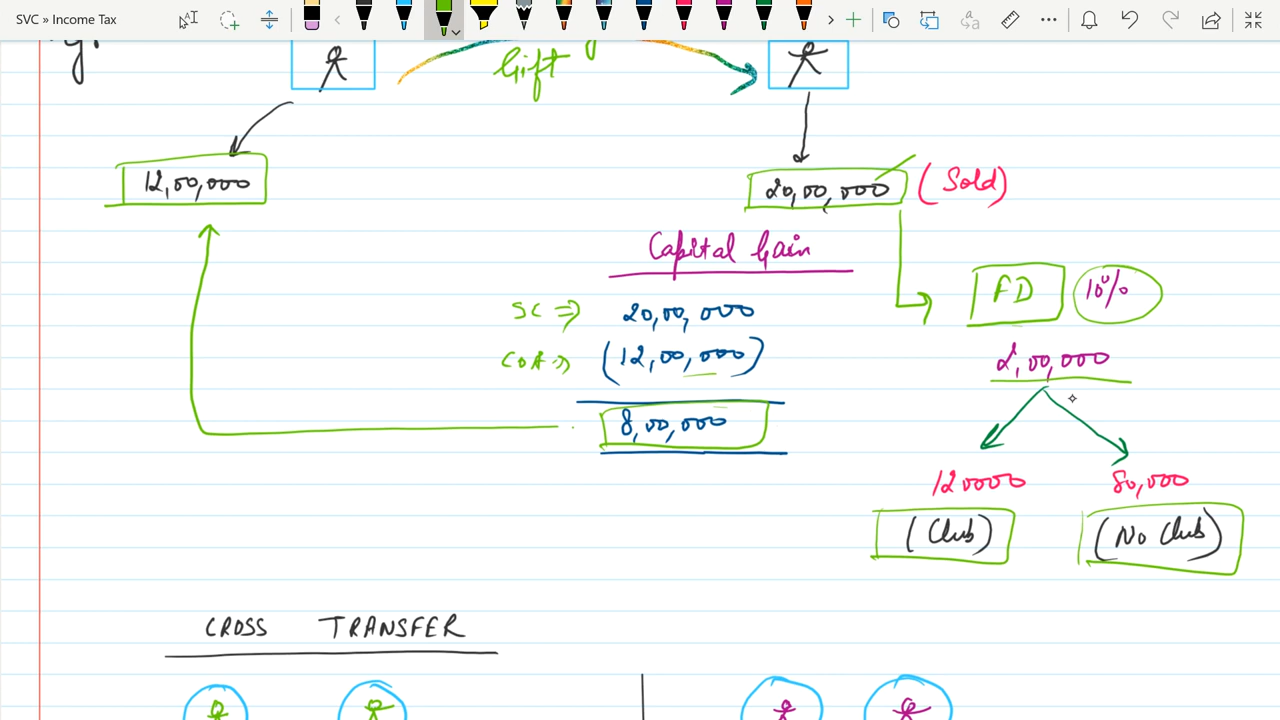 SVC » Income Tax
Gift
12,00,000
20,00,000 (Sold)
Capital Gain
FD 10%
SC ⇒ 20,00,000
COA ⇒ (12,00,000)
2,00,000
8,00,000
120000 80,000
(Club) (No Club)
CROSS TRANSFER